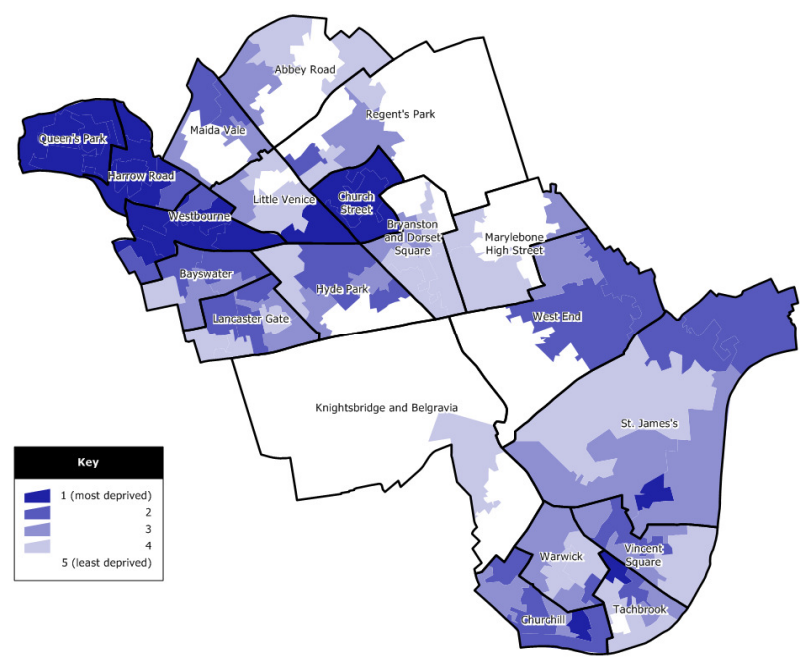 Abbey Road
Regent's Park
Maida Vale
Queen's Park
Harrow Road
Little Venice
Church
Street
Westbourne
Bryanston
and Dorset
Square
Marylebone
High Street
Bayswater
Hyde Park
Lancaster Gate
West End
Knightsbridge and Belgravia
St. James's
Key
1 (most deprived)
2
3
4
5 (least deprived)
Warwick
Vincent
Square
Tachbrook
Churchill